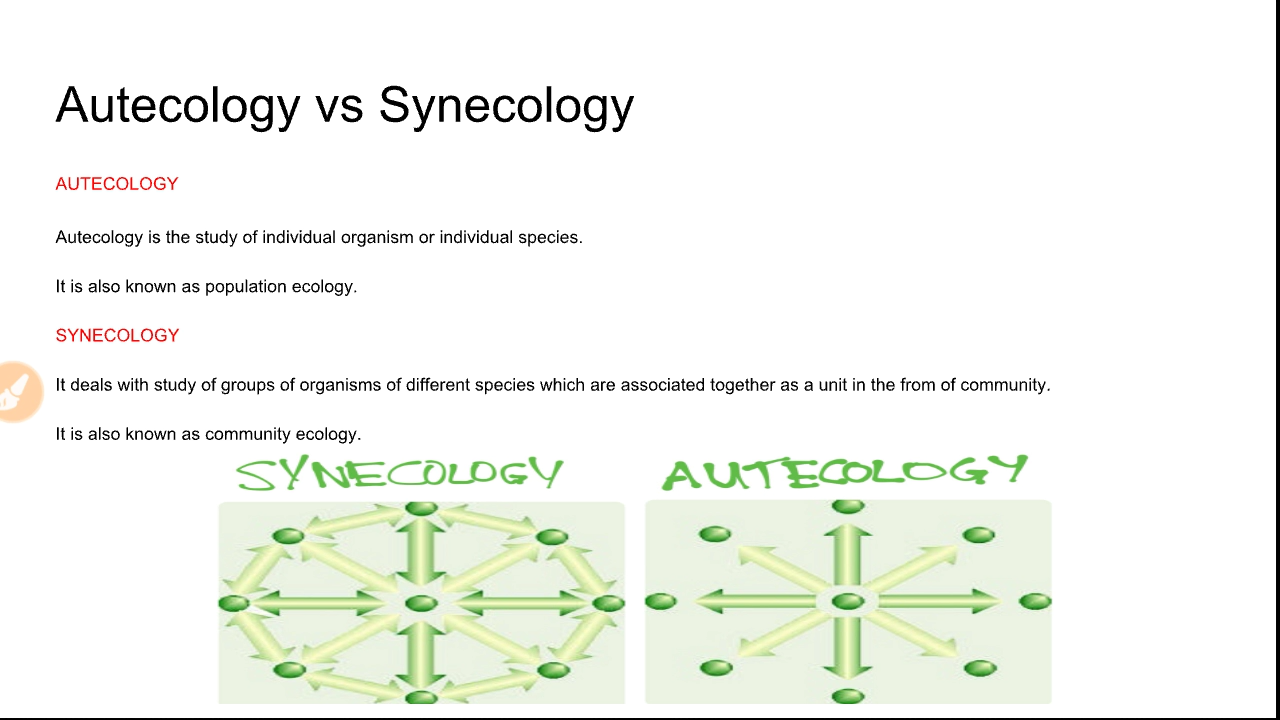 Autecology vs Synecology
AUTECOLOGY
Autecology is the study of individual organism or individual species.
It is also known as population ecology.
SYNECOLOGY
It deals with study of groups of organisms of different species which are associated together as a unit in the from of community.
It is also known as community ecology.
SYNECOLOGY
AUTECOLOGY